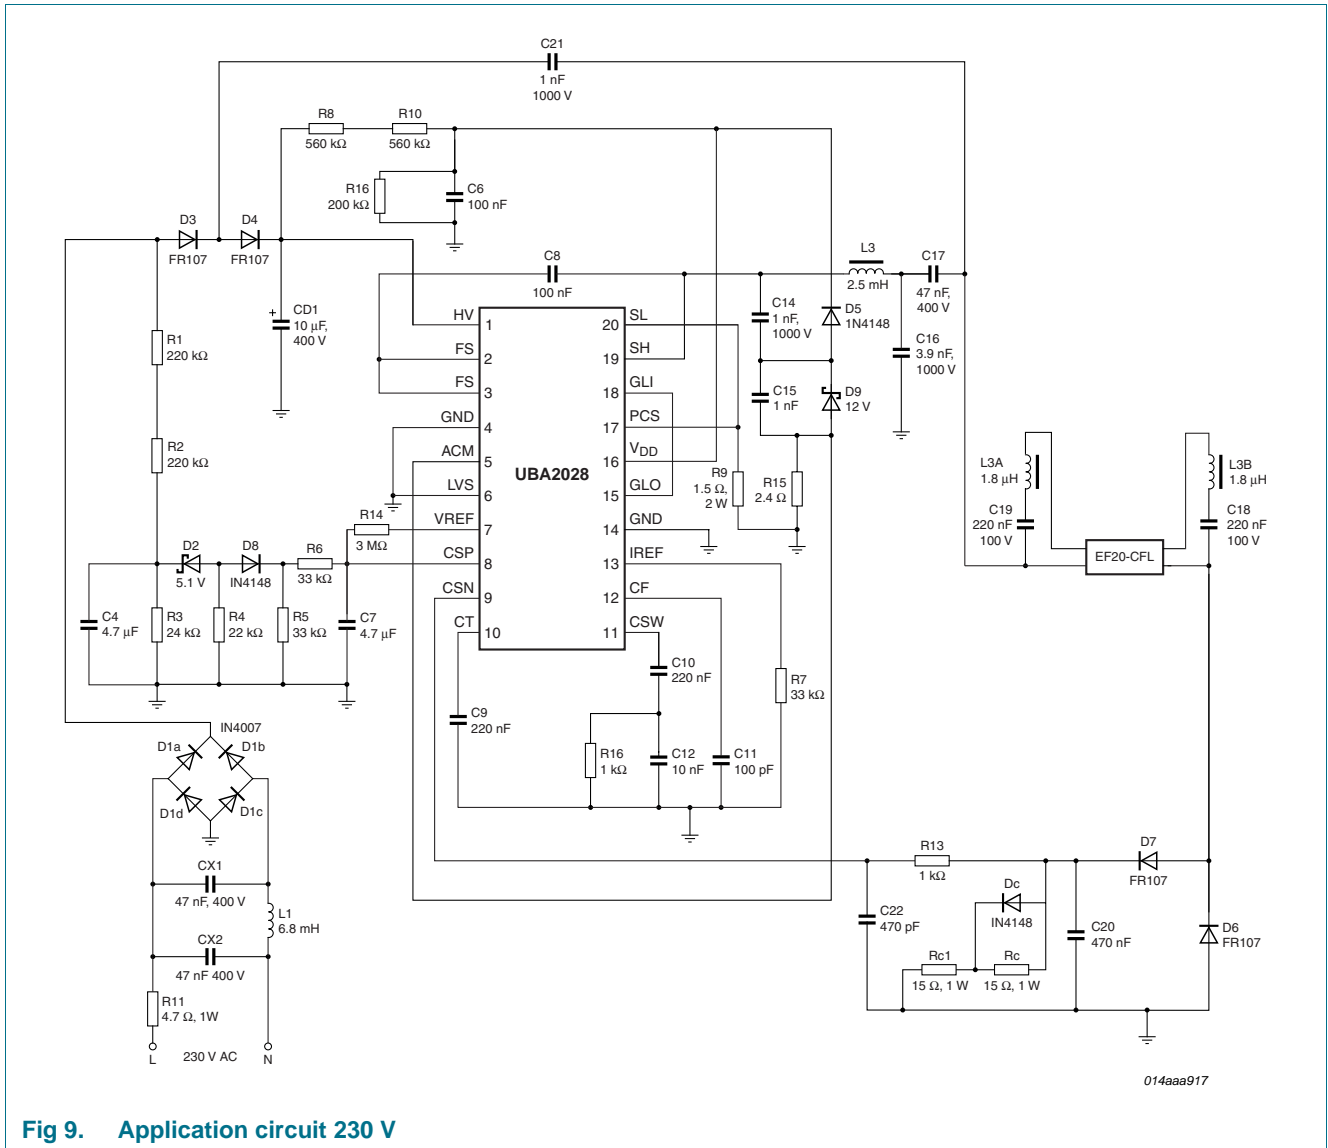 C21
1 nF
1000 V
R8
560 kΩ
R10
560 kΩ
R16
200 kΩ
C6
100 nF
D3
FR107
D4
FR107
C8
100 nF
L3
2.5 mH
C17
47 nF,
400 V
CD1
10 μF,
400 V
+
C14
1 nF,
1000 V
D5
1N4148
C16
3.9 nF,
1000 V
R1
220 kΩ
R2
220 kΩ
C15
1 nF
D9
12 V
HV
1
FS
2
FS
3
GND
4
ACM
5
LVS
6
VREF
7
CSP
8
CSN
9
CT
10
UBA2028
20
SL
19
SH
18
GLI
17
PCS
16
VDD
15
GLO
14
GND
13
IREF
12
CF
11
CSW
R9
1.5 Ω,
2 W
R15
2.4 Ω
L3A
1.8 μH
L3B
1.8 μH
C19
220 nF
100 V
C18
220 nF
100 V
EF20-CFL
R14
3 MΩ
D2
5.1 V
D8
IN4148
R6
33 kΩ
C4
4.7 μF
R3
24 kΩ
R4
22 kΩ
R5
33 kΩ
C7
4.7 μF
C10
220 nF
R7
33 kΩ
C9
220 nF
R16
1 kΩ
C12
10 nF
C11
100 pF
IN4007
D1a
D1b
D1d
D1c
CX1
47 nF, 400 V
L1
6.8 mH
CX2
47 nF 400 V
R11
4.7 Ω, 1W
L
230 V AC
N
R13
1 kΩ
D7
FR107
Dc
IN4148
C22
470 pF
C20
470 nF
D6
FR107
Rc1
15 Ω, 1 W
Rc
15 Ω, 1 W
014aaa917
Fig 9. Application circuit 230 V